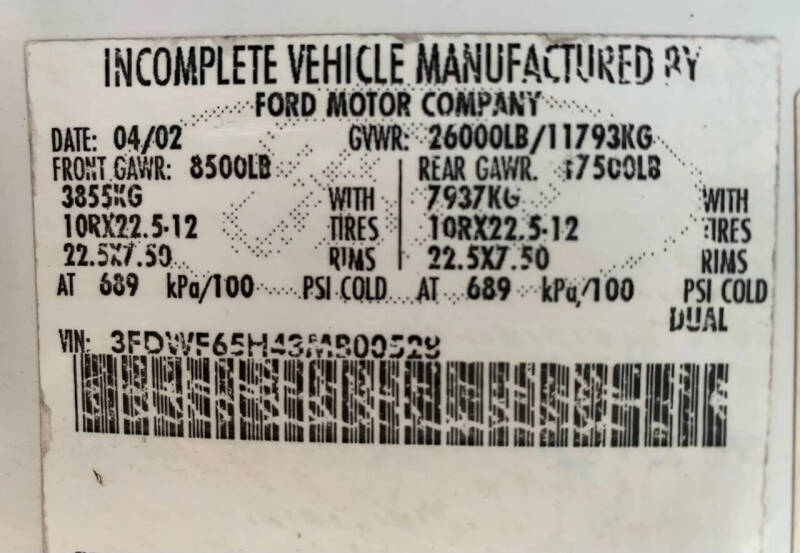 INCOMPLETE VEHICLE MANUFACTURED BY
FORD MOTOR COMPANY
DATE: 04/02 GVWR: 26000LB/11793KG
FRONT GAWR: 8500LB REAR GAWR: 17500LB
3855KG WITH 7937KG WITH
10RX22.5-12 TIRES 10RX22.5-12 TIRES
22.5X7.50 RIMS 22.5X7.50 RIMS
AT 689 kPa/100 PSI COLD AT 689 kPa/100 PSI COLD
DUAL
VIN: 3FDWF65H43MB00528